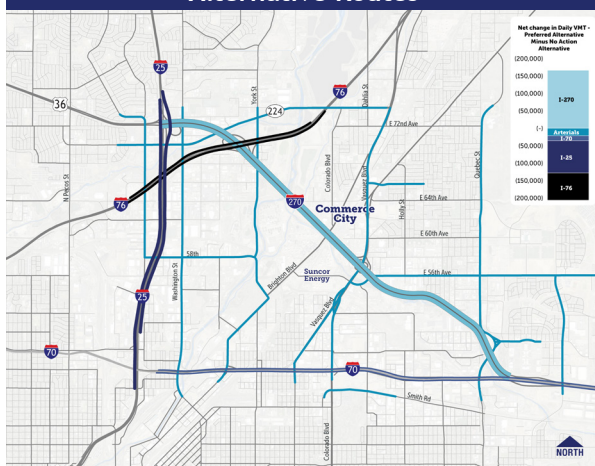 Alternative Routes
Net change in Daily VMT -
Preferred Alternative
Minus No Action
Alternative
(200,000)
(150,000)
(100,000)
(50,000)
(-)
(50,000)
(100,000)
(150,000)
(200,000)
I-270
Arterials
I-70
I-25
I-76
25
36
York St
224
76
Dahlia St
E 72nd Ave
N Pecos St
76
Colorado Blvd
Vasquez Blvd
Quebec St
270
Holly St
E 64th Ave
Commerce
City
E 60th Ave
58th
Washington St
Brighton Blvd
Suncor
Energy
E 56th Ave
25
Vasquez Blvd
70
70
Smith Rd
Colorado Blvd
NORTH